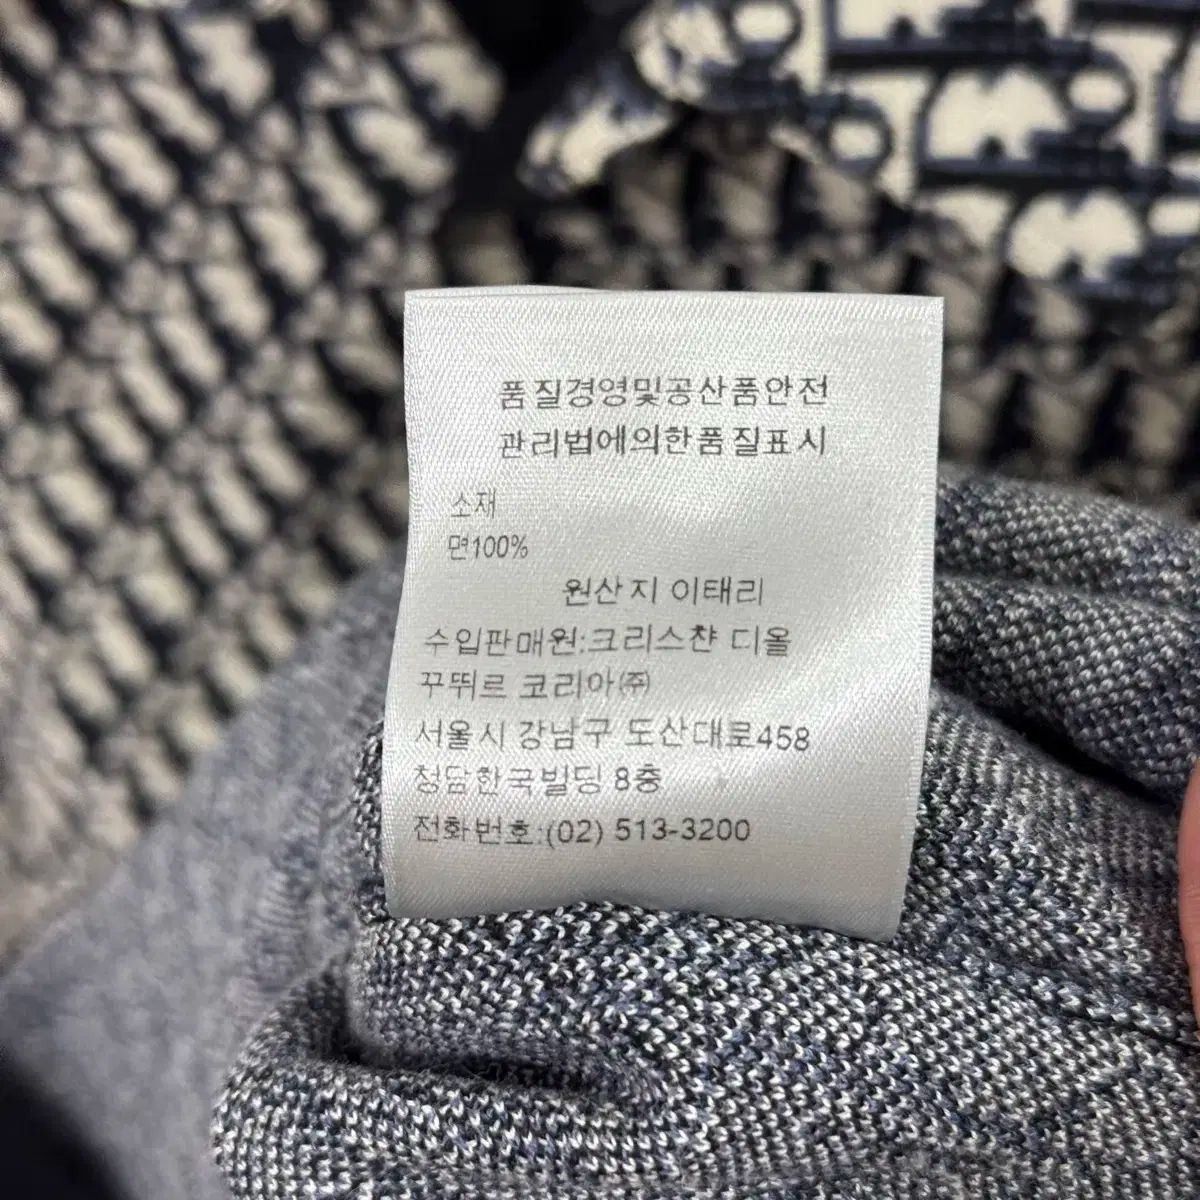 품질경영및공산품안전
관리법에의한품질표시
소재
면100%
원산지 이태리
수입판매원:크리스챤 디올
꾸뛰르 코리아㈜
서울시 강남구 도산대로458
청담한국빌딩 8층
전화번호:(02) 513-3200